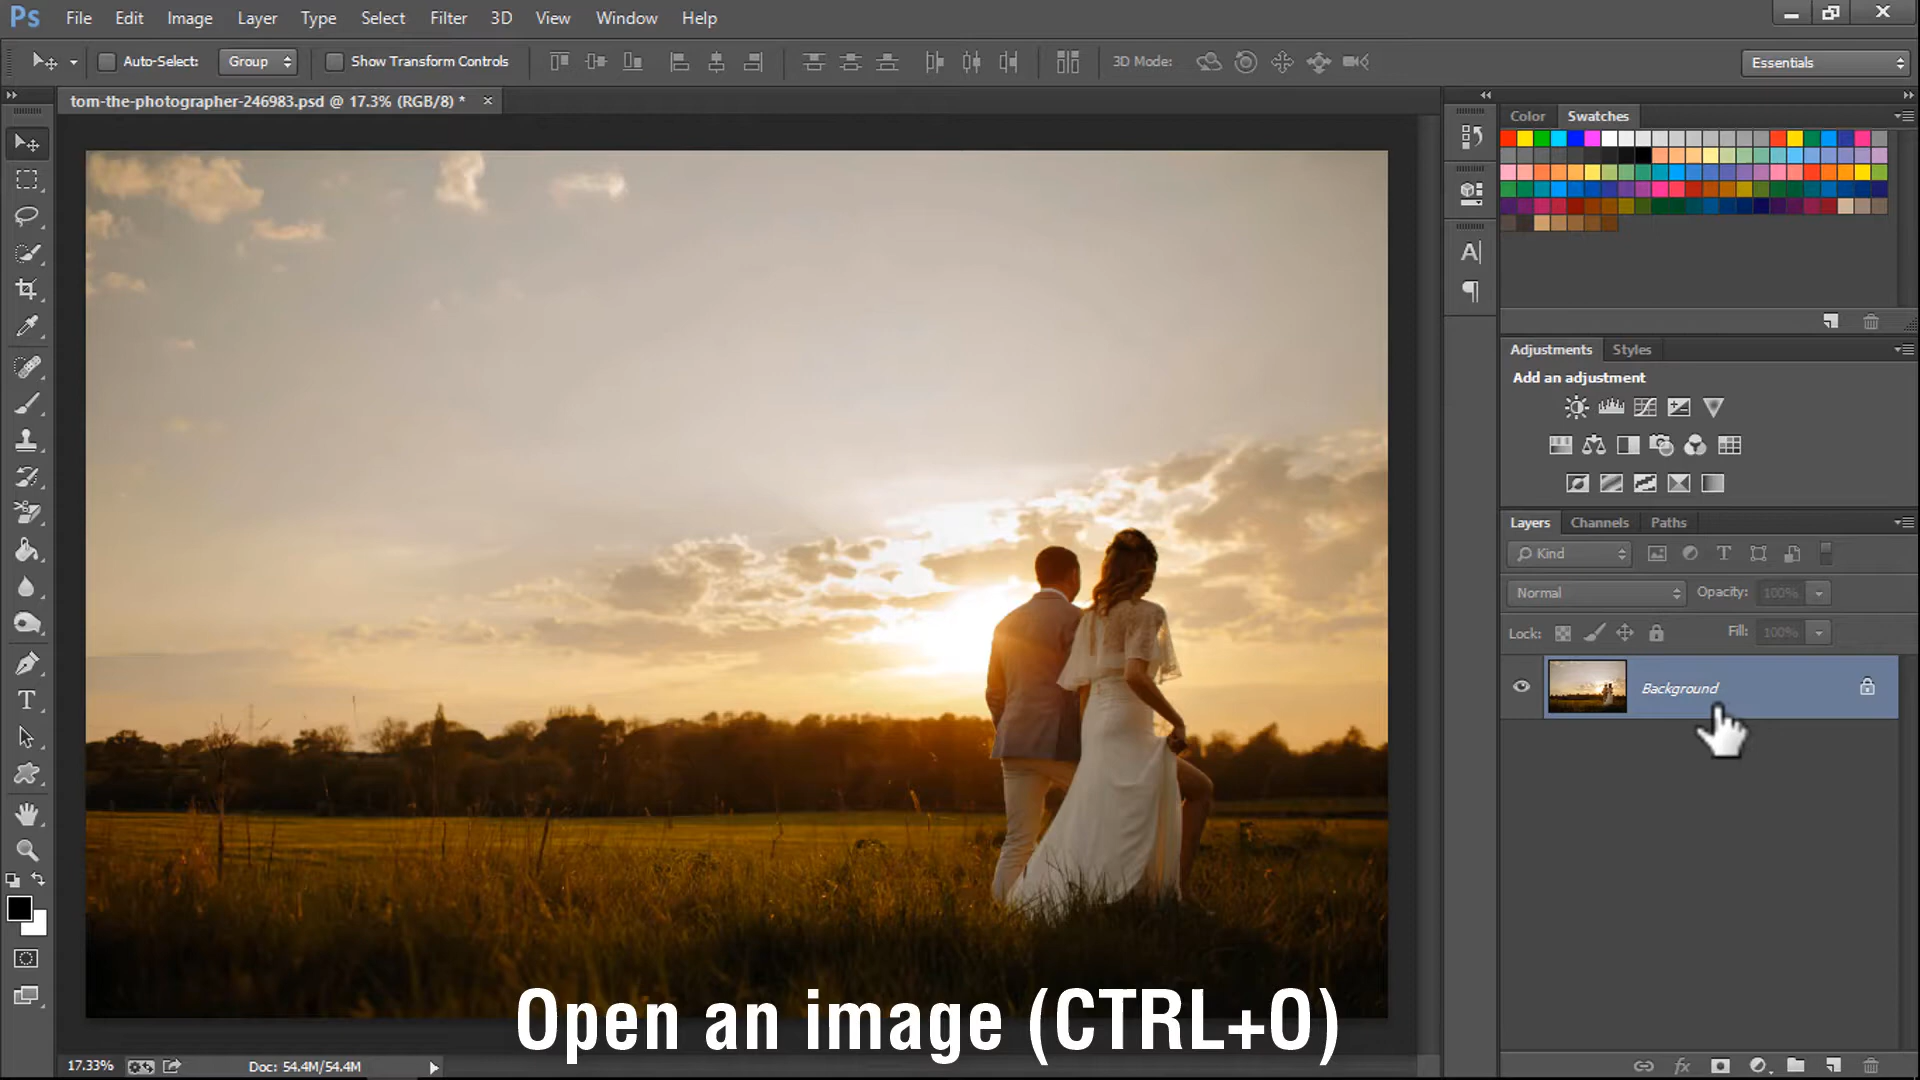 Ps File Edit Image Layer Type Select Filter 3D View Window Help
Auto-Select: Group Show Transform Controls 3D Mode: Essentials
tom-the-photographer-246983.psd @ 17.3% (RGB/8) * ×
Color Swatches
Adjustments Styles
Add an adjustment
Layers Channels Paths
Kind
Normal Opacity: 100%
Lock: Fill: 100%
Background
Open an image (CTRL+O)
17.33% Doc: 54.4M/54.4M
fx